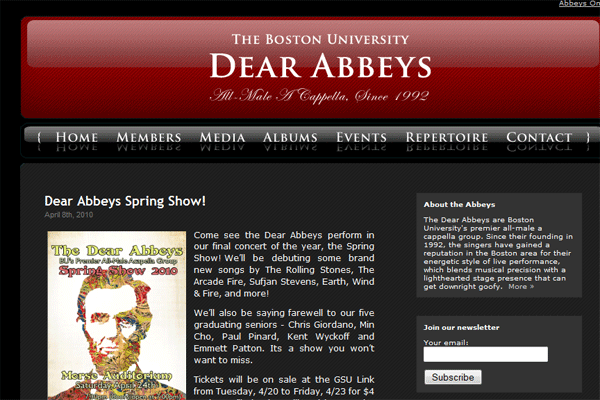 Abbeys On
THE BOSTON UNIVERSITY
DEAR ABBEYS
All-Male A Cappella, Since 1992
{ HOME MEMBERS MEDIA ALBUMS EVENTS REPERTOIRE CONTACT }
Dear Abbeys Spring Show!
April 8th, 2010
The Dear Abbeys
BU's Premier All-Male Acapella Group
Spring Show 2010
Morse Auditorium
Saturday April 24th
Come see the Dear Abbeys perform in
our final concert of the year, the Spring
Show! We'll be debuting some brand
new songs by The Rolling Stones, The
Arcade Fire, Sufjan Stevens, Earth, Wind
& Fire, and more!
We'll also be saying farewell to our five
graduating seniors - Chris Giordano, Min
Cho, Paul Pinard, Kent Wyckoff and
Emmett Patton. Its a show you won't
want to miss.
Tickets will be on sale at the GSU Link
from Tuesday, 4/20 to Friday, 4/23 for $4
About the Abbeys
The Dear Abbeys are Boston
University's premier all-male a
cappella group. Since their founding in
1992, the singers have gained a
reputation in the Boston area for their
energetic style of live performance,
which blends musical precision with a
lighthearted stage presence that can
get downright goofy. More »
Join our newsletter
Your email:
Subscribe